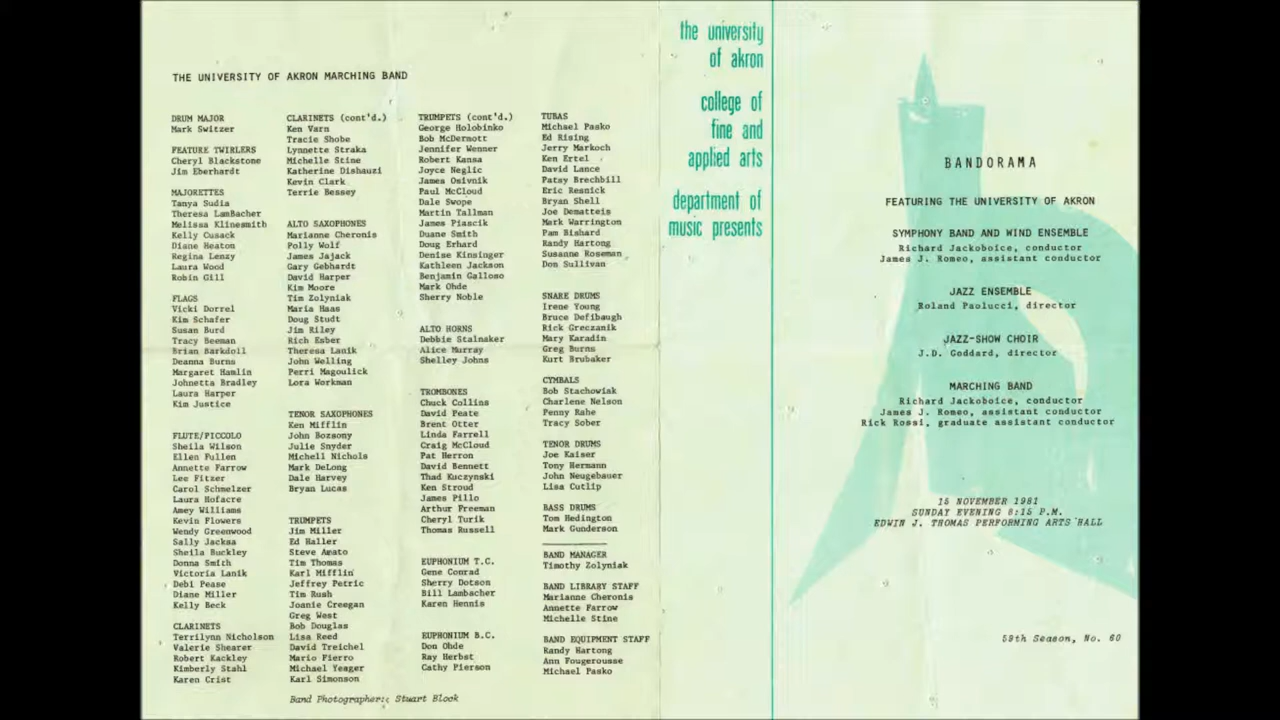 THE UNIVERSITY OF AKRON MARCHING BAND
DRUM MAJOR
Mark Switzer
FEATURE TWIRLERS
Cheryl Blackstone
Jim Eberhardt
MAJORETTES
Tanya Sudia
Theresa LamBacher
Melissa Klinesmith
Kelly Cusack
Diane Heaton
Regina Lenzy
Laura Wood
Robin Gill
FLAGS
Vicki Dorrel
Kim Schafer
Susan Burd
Tracy Beeman
Brian Barkdoll
Deanna Burns
Margaret Hamlin
Johnetta Bradley
Laura Harper
Kim Justice
FLUTE/PICCOLO
Sheila Wilson
Ellen Fullen
Annette Farrow
Lee Fitzer
Carol Schmelzer
Laura Hofacre
Amey Williams
Kevin Flowers
Wendy Greenwood
Sally Jacksa
Sheila Buckley
Donna Smith
Victoria Lanik
Debi Pease
Diane Miller
Kelly Beck
CLARINETS
Terrilynn Nicholson
Valerie Shearer
Robert Kackley
Kimberly Stahl
Karen Crist
CLARINETS (cont'd.)
Ken Varn
Tracie Shobe
Lynnette Straka
Michelle Stine
Katherine Dishauzi
Kevin Clark
Terrie Bessey
ALTO SAXOPHONES
Marianne Cheronis
Polly Wolf
James Jajack
Gary Gebhardt
David Harper
Kim Moore
Tim Zolyniak
Maria Haas
Doug Studt
Jim Riley
Rich Esber
Theresa Lanik
John Welling
Perri Magoulick
Lora Workman
TENOR SAXOPHONES
Ken Mifflin
John Bozsony
Julie Snyder
Michell Nichols
Mark DeLong
Dale Harvey
Bryan Lucas
TRUMPETS
Jim Miller
Ed Haller
Steve Amato
Tim Thomas
Karl Mifflin
Jeffrey Petric
Tim Rush
Joanie Creegan
Greg West
Bob Douglas
Lisa Reed
David Treichel
Mario Fierro
Michael Yeager
Karl Simonson
TRUMPETS (cont'd.)
George Holobinko
Bob McDermott
Jennifer Wenner
Robert Kansa
Joyce Neglic
James Osivnik
Paul McCloud
Dale Swope
Martin Tallman
James Piascik
Duane Smith
Doug Erhard
Denise Kinsinger
Kathleen Jackson
Benjamin Galloso
Mark Ohde
Sherry Noble
ALTO HORNS
Debbie Stalnaker
Alice Murray
Shelley Johns
TROMBONES
Chuck Collins
David Peate
Brent Otter
Linda Farrell
Craig McCloud
Pat Herron
David Bennett
Thad Kuczynski
Ken Stroud
James Pillo
Arthur Freeman
Cheryl Turik
Thomas Russell
EUPHONIUM T.C.
Gene Conrad
Sherry Dotson
Bill Lambacher
Karen Hennis
EUPHONIUM B.C.
Don Ohde
Ray Herbst
Cathy Pierson
TUBAS
Michael Pasko
Ed Rising
Jerry Markoch
Ken Ertel
David Lance
Patsy Brechbill
Eric Resnick
Bryan Shell
Joe Dematteis
Mark Warrington
Pam Bishard
Randy Hartong
Susanne Roseman
Don Sullivan
SNARE DRUMS
Irene Young
Bruce Defibaugh
Rick Greczanik
Mary Karadin
Greg Burns
Kurt Brubaker
CYMBALS
Bob Stachowiak
Charlene Nelson
Penny Rahe
Tracy Sober
TENOR DRUMS
Joe Kaiser
Tony Hermann
John Neugebauer
Lisa Cutlip
BASS DRUMS
Tom Hedington
Mark Gunderson
BAND MANAGER
Timothy Zolyniak
BAND LIBRARY STAFF
Marianne Cheronis
Annette Farrow
Michelle Stine
BAND EQUIPMENT STAFF
Randy Hartong
Ann Fougerousse
Michael Pasko
Band Photographer: Stuart Block
the university
of akron
college of
fine and
applied arts
department of
music presents
BANDORAMA
FEATURING THE UNIVERSITY OF AKRON
SYMPHONY BAND AND WIND ENSEMBLE
Richard Jackoboice, conductor
James J. Romeo, assistant conductor
JAZZ ENSEMBLE
Roland Paolucci, director
JAZZ-SHOW CHOIR
J.D. Goddard, director
MARCHING BAND
Richard Jackoboice, conductor
James J. Romeo, assistant conductor
Rick Rossi, graduate assistant conductor
15 NOVEMBER 1981
SUNDAY EVENING 8:15 P.M.
EDWIN J. THOMAS PERFORMING ARTS HALL
59th Season, No. 60